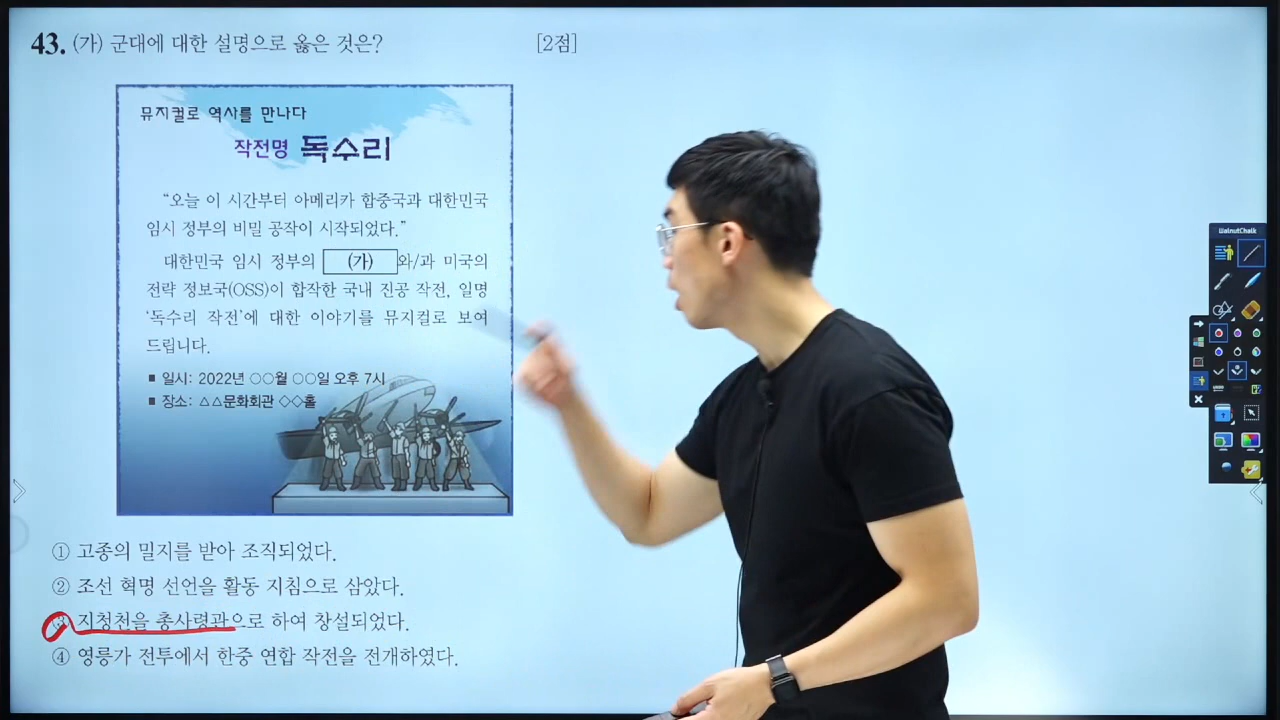 43. (가) 군대에 대한 설명으로 옳은 것은? [2점]
뮤지컬로 역사를 만나다
작전명 독수리
“오늘 이 시간부터 아메리카 합중국과 대한민국
임시 정부의 비밀 공작이 시작되었다.”
대한민국 임시 정부의 (가) 와/과 미국의
전략 정보국(OSS)이 합작한 국내 진공 작전, 일명
‘독수리 작전’에 대한 이야기를 뮤지컬로 보여
드립니다.
■ 일시: 2022년 ○○월 ○○일 오후 7시
■ 장소: △△문화회관 ◇◇홀
① 고종의 밀지를 받아 조직되었다.
② 조선 혁명 선언을 활동 지침으로 삼았다.
③ 지청천을 총사령관으로 하여 창설되었다.
④ 영릉가 전투에서 한중 연합 작전을 전개하였다.
WalnutChalk